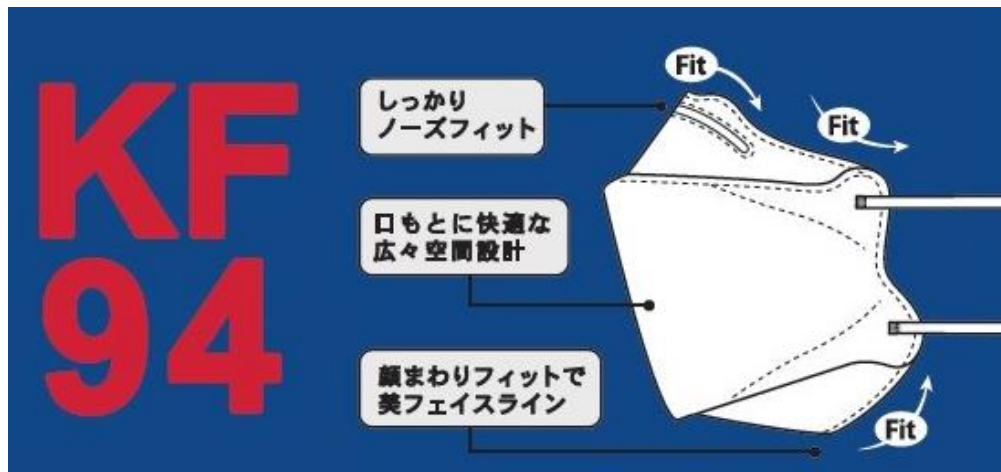 KF
94
しっかり
ノーズフィット
口もとに快適な
広々空間設計
顔まわりフィットで
美フェイスライン
Fit
Fit
Fit